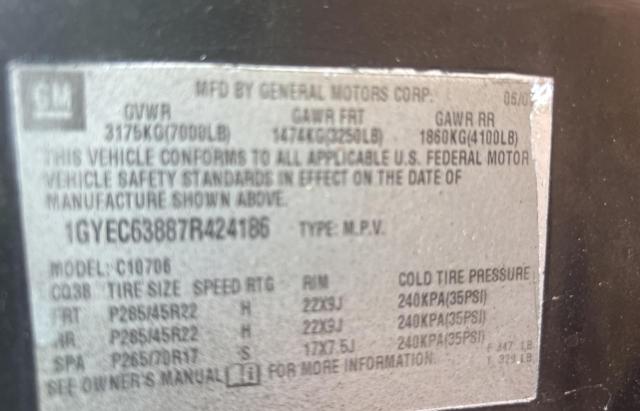 GM
MFD BY GENERAL MOTORS CORP.
GVWR GAWR FRT GAWR RR
3175KG(7000LB) 1474KG(3250LB) 1860KG(4100LB)
THIS VEHICLE CONFORMS TO ALL APPLICABLE U.S. FEDERAL MOTOR
VEHICLE SAFETY STANDARDS IN EFFECT ON THE DATE OF
MANUFACTURE SHOWN ABOVE.
1GYEC63887R424186 TYPE: M.P.V.
MODEL: C10706
TIRE SIZE SPEED RTG RIM COLD TIRE PRESSURE
FRT P285/45R22 H 22X9J 240KPA(35PSI)
RR P285/45R22 H 22X9J 240KPA(35PSI)
SPA P265/70R17 S 17X7.5J 240KPA(35PSI)
SEE OWNER'S MANUAL FOR MORE INFORMATION.